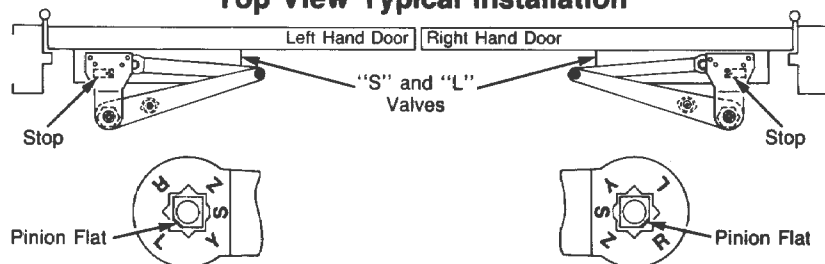 Top View Typical Installation
Left Hand Door Right Hand Door
"S" and "L"
Valves
Stop Stop
R Z S Y L
Y L S Z R
Pinion Flat Pinion Flat